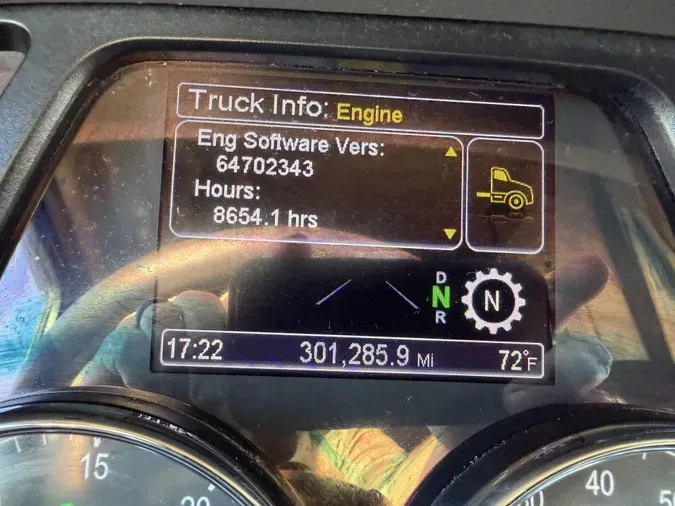 Truck Info: Engine
Eng Software Vers:
64702343
Hours:
8654.1 hrs
D
N
R
N
17:22 301,285.9 Mi 72°F
15
20
40